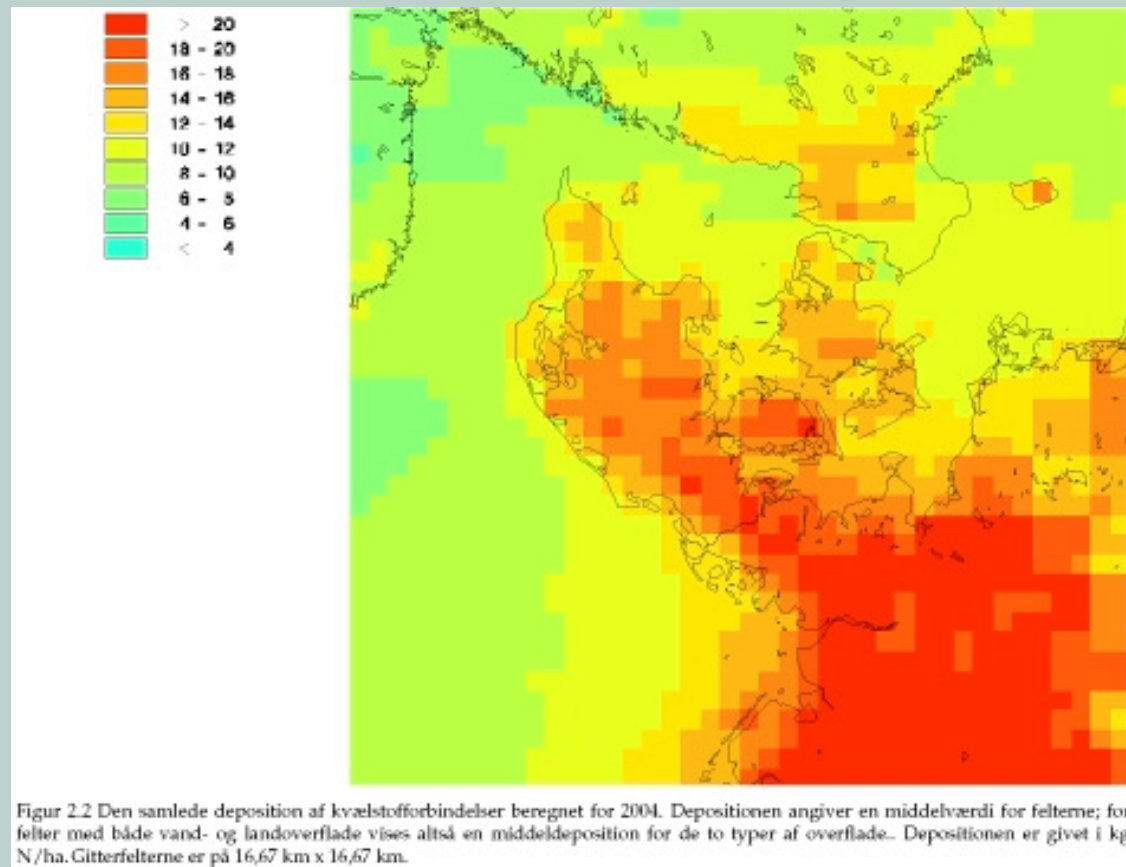 > 20
18 - 20
16 - 18
14 - 16
12 - 14
10 - 12
8 - 10
6 - 8
4 - 6
< 4
Figur 2.2 Den samlede deposition af kvælstofforbindelser beregnet for 2004. Depositionen angiver en middelværdi for felterne; for
felter med både vand- og landoverflade vises altså en middeldeposition for de to typer af overflade.. Depositionen er givet i kg
N/ha. Gitterfelterne er på 16,67 km x 16,67 km.